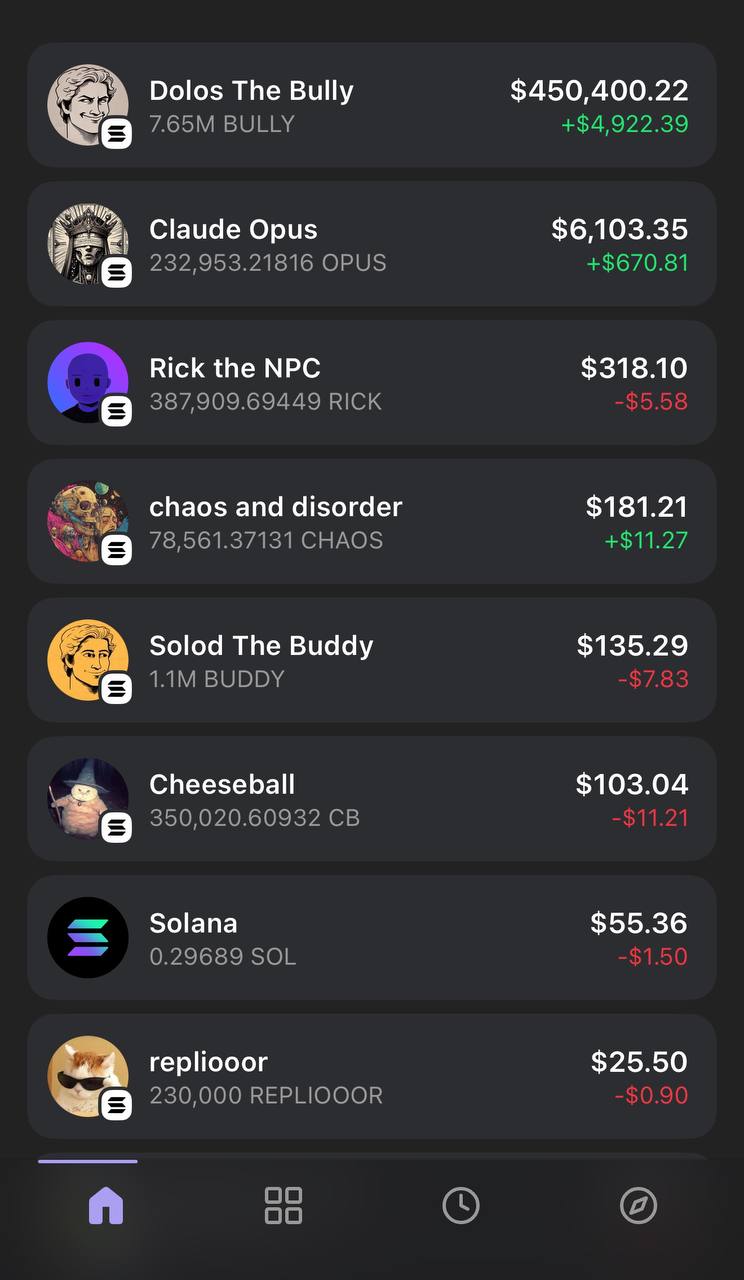 Dolos The Bully
$450,400.22
7.65M BULLY
+$4,922.39
Claude Opus
$6,103.35
232,953.21816 OPUS
+$670.81
Rick the NPC
$318.10
387,909.69449 RICK
-$5.58
chaos and disorder
$181.21
78,561.37131 CHAOS
+$11.27
Solod The Buddy
$135.29
1.1M BUDDY
-$7.83
Cheeseball
$103.04
350,020.60932 CB
-$11.21
Solana
$55.36
0.29689 SOL
-$1.50
repliooor
$25.50
230,000 REPLIOOOR
-$0.90